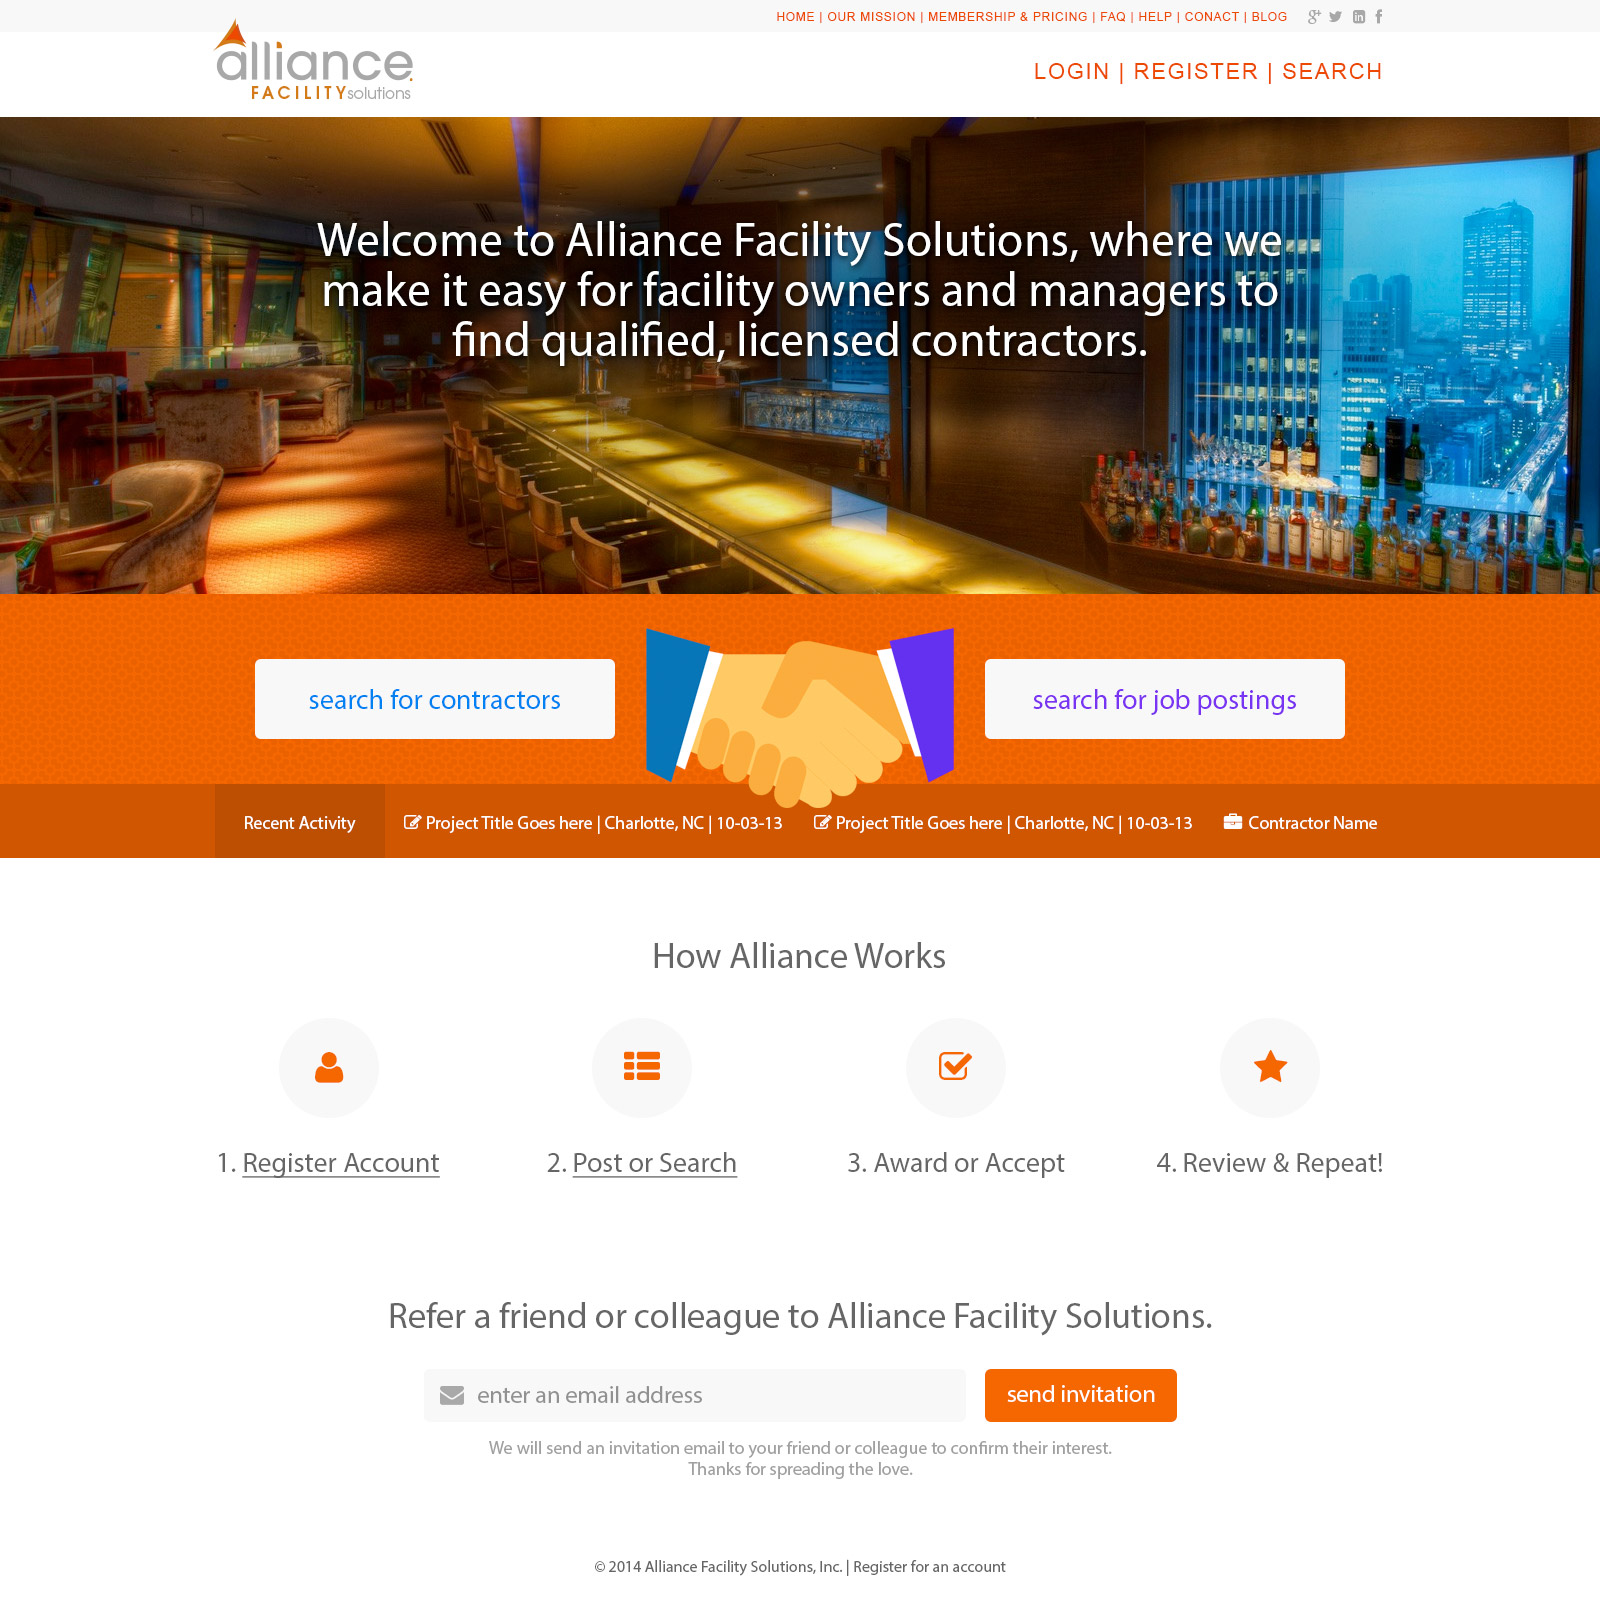 HOME | OUR MISSION | MEMBERSHIP & PRICING | FAQ | HELP | CONACT | BLOG
alliance
FACILITYsolutions
LOGIN | REGISTER | SEARCH
Welcome to Alliance Facility Solutions, where we
make it easy for facility owners and managers to
find qualified, licensed contractors.
search for contractors
search for job postings
Recent Activity
Project Title Goes here | Charlotte, NC | 10-03-13
Project Title Goes here | Charlotte, NC | 10-03-13
Contractor Name
How Alliance Works
1. Register Account
2. Post or Search
3. Award or Accept
4. Review & Repeat!
Refer a friend or colleague to Alliance Facility Solutions.
enter an email address
send invitation
We will send an invitation email to your friend or colleague to confirm their interest.
Thanks for spreading the love.
© 2014 Alliance Facility Solutions, Inc. | Register for an account